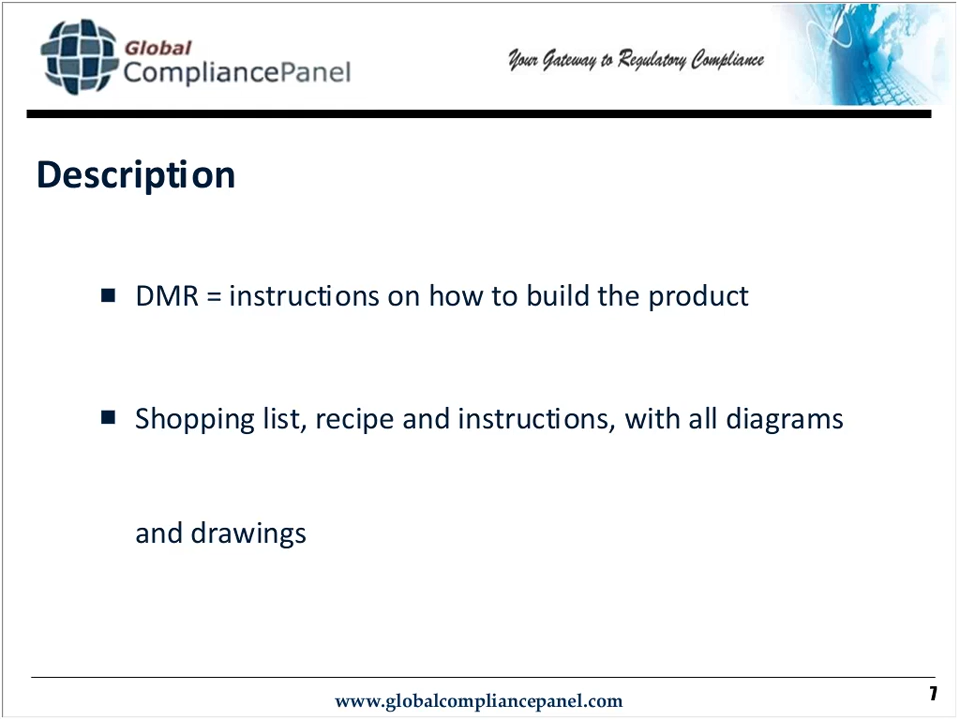 Global
CompliancePanel
Your Gateway to Regulatory Compliance
Description
■ DMR = instructions on how to build the product
■ Shopping list, recipe and instructions, with all diagrams
and drawings
www.globalcompliancepanel.com
7